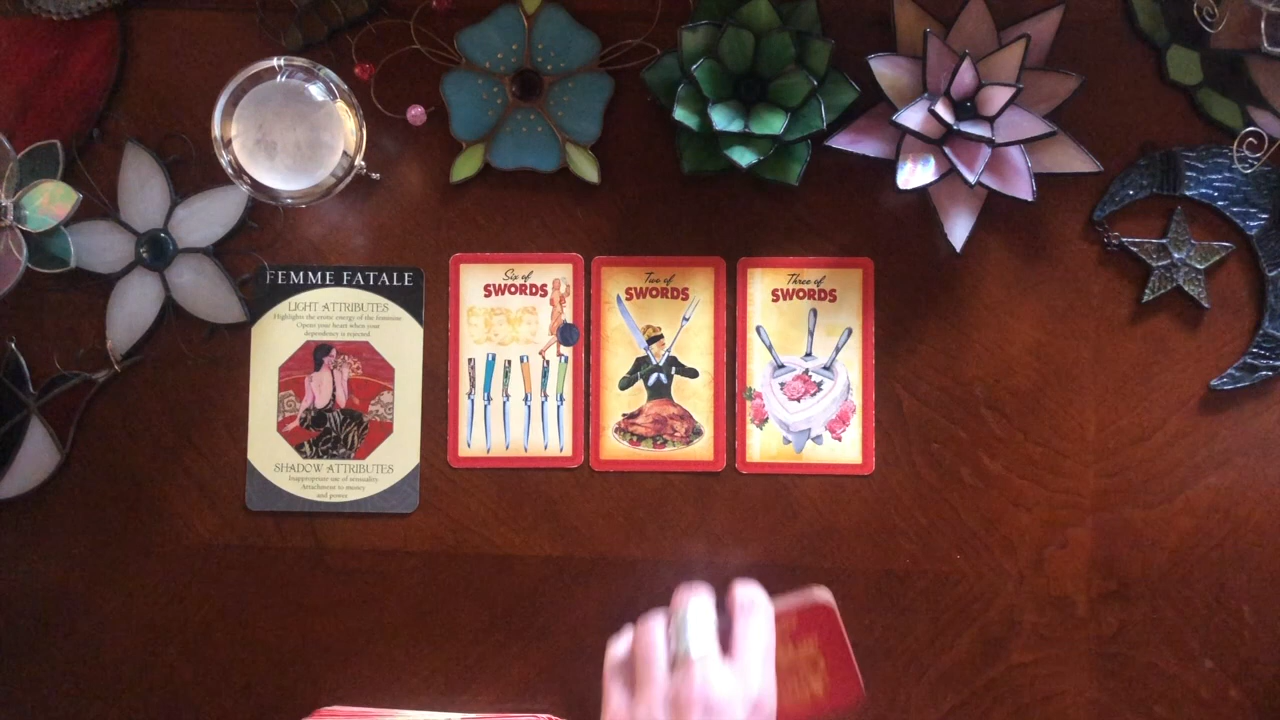 FEMME FATALE
LIGHT ATTRIBUTES
Highlights the erotic energy of the feminine
Opens your heart when your
dependency is rejected
SHADOW ATTRIBUTES
Inappropriate use of sensuality
Attachment to money
and power
Six of
SWORDS
Two of
SWORDS
Three of
SWORDS